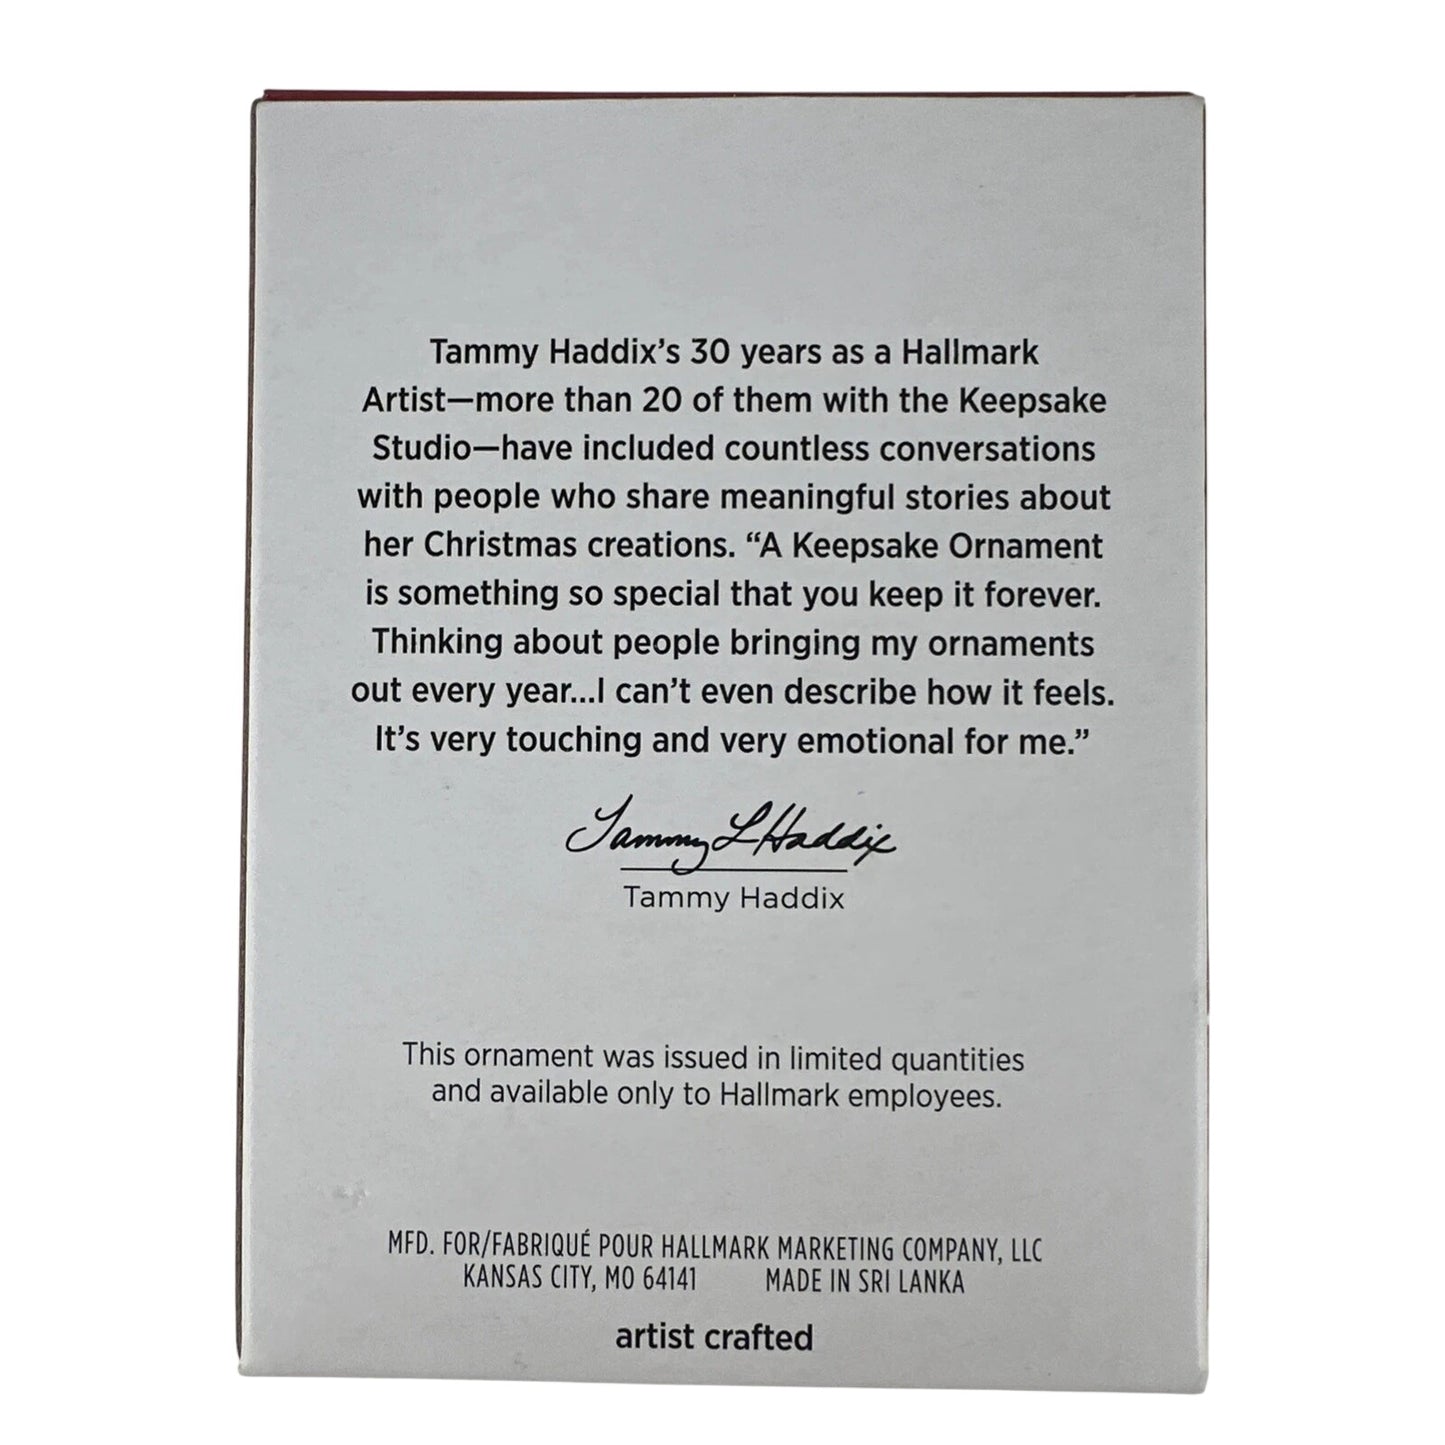 Tammy Haddix’s 30 years as a Hallmark
Artist—more than 20 of them with the Keepsake
Studio—have included countless conversations
with people who share meaningful stories about
her Christmas creations. “A Keepsake Ornament
is something so special that you keep it forever.
Thinking about people bringing my ornaments
out every year...I can’t even describe how it feels.
It’s very touching and very emotional for me.”
Tammy L Haddix
Tammy Haddix
This ornament was issued in limited quantities
and available only to Hallmark employees.
MFD. FOR/FABRIQUÉ POUR HALLMARK MARKETING COMPANY, LLC
KANSAS CITY, MO 64141 MADE IN SRI LANKA
artist crafted